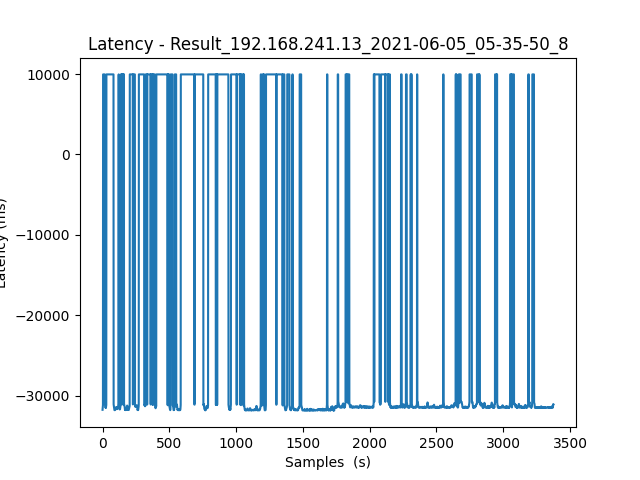 Latency - Result_192.168.241.13_2021-06-05_05-35-50_8
10000
0
−10000
−20000
−30000
Latency (ms)
0 500 1000 1500 2000 2500 3000 3500
Samples  (s)